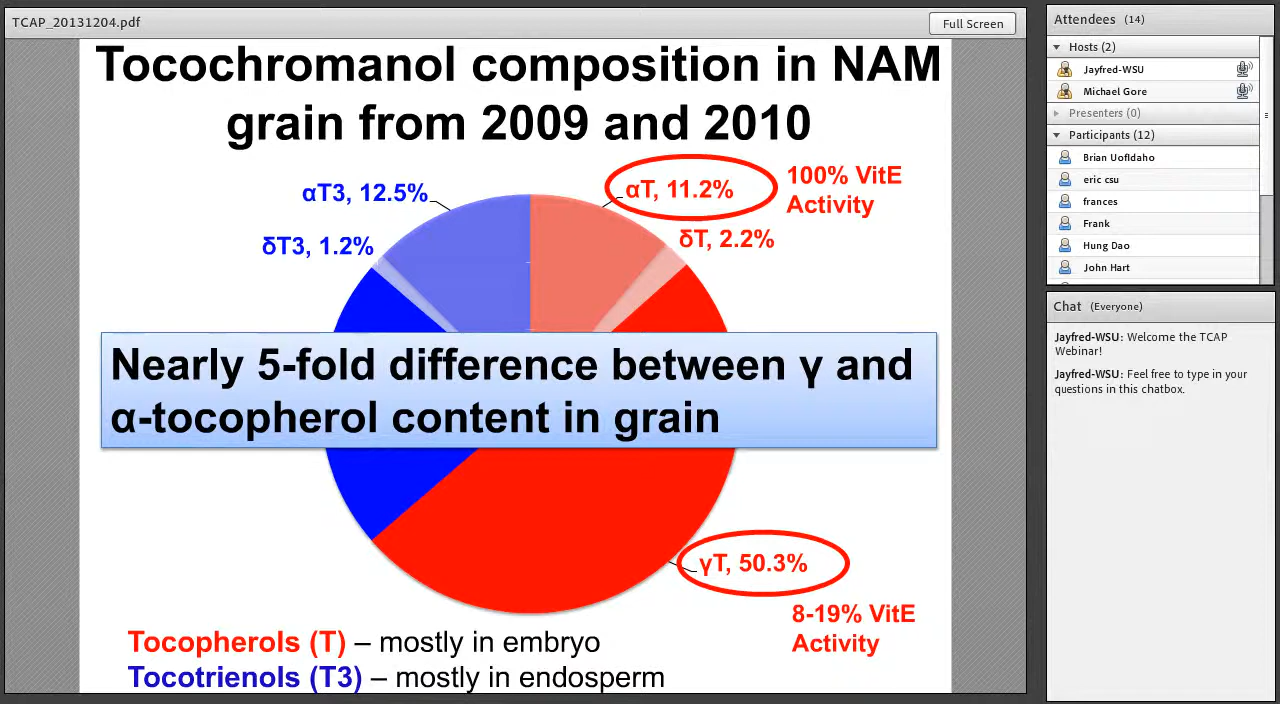 TCAP_20131204.pdf
Full Screen
Tocochromanol composition in NAM
grain from 2009 and 2010
αT3, 12.5%
αT, 11.2%
100% VitE
Activity
δT3, 1.2%
δT, 2.2%
Nearly 5-fold difference between γ and
α-tocopherol content in grain
γT, 50.3%
8-19% VitE
Activity
Tocopherols (T) – mostly in embryo
Tocotrienols (T3) – mostly in endosperm
Attendees (14)
Hosts (2)
Jayfred-WSU
Michael Gore
Presenters (0)
Participants (12)
Brian UofIdaho
eric csu
frances
Frank
Hung Dao
John Hart
Chat (Everyone)
Jayfred-WSU: Welcome the TCAP
Webinar!
Jayfred-WSU: Feel free to type in your
questions in this chatbox.